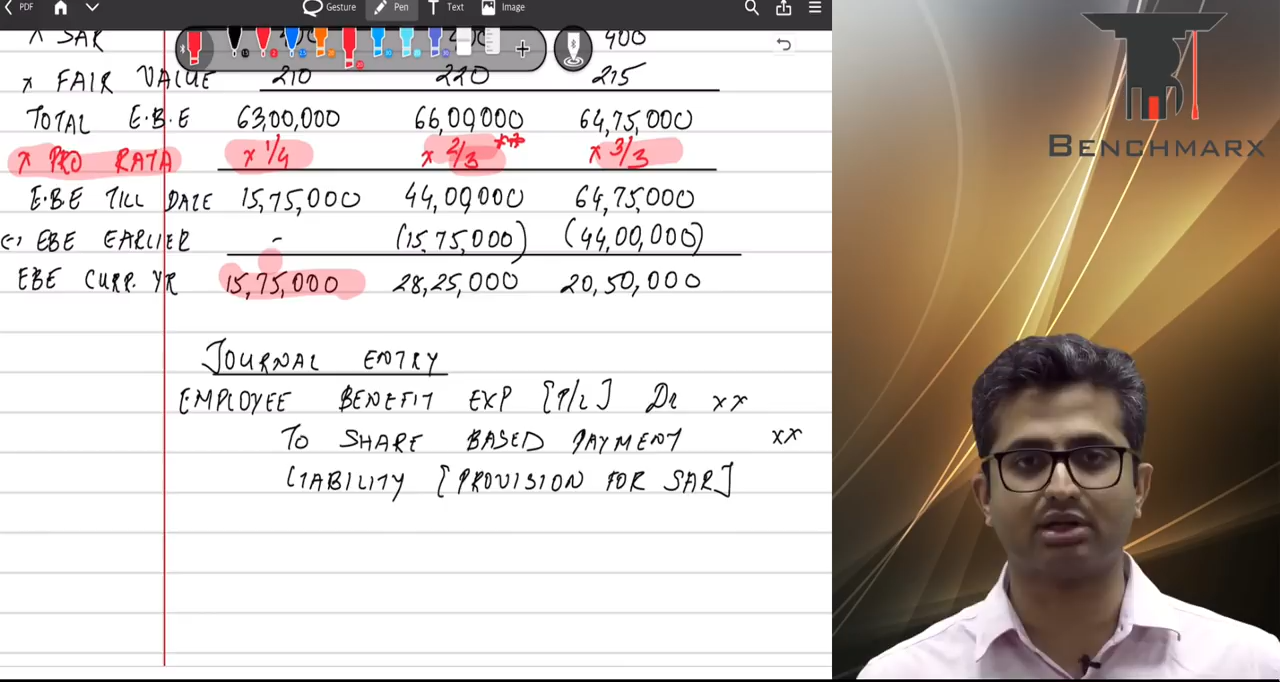 PDF Gesture Pen Text Image
x SAR 400
x FAIR VALUE 210 220 215
TOTAL E.B.E 63,00,000 66,00,000 64,75,000
x PRO RATA x 1/4 x 2/3 ** x 3/3
E.B.E TILL DATE 15,75,000 44,00,000 64,75,000
(-) EBE EARLIER - (15,75,000) (44,00,000)
EBE CURR. YR 15,75,000 28,25,000 20,50,000
JOURNAL ENTRY
EMPLOYEE BENEFIT EXP [P/L] Dr xx
TO SHARE BASED PAYMENT xx
LIABILITY [PROVISION FOR SAR]
BENCHMARX